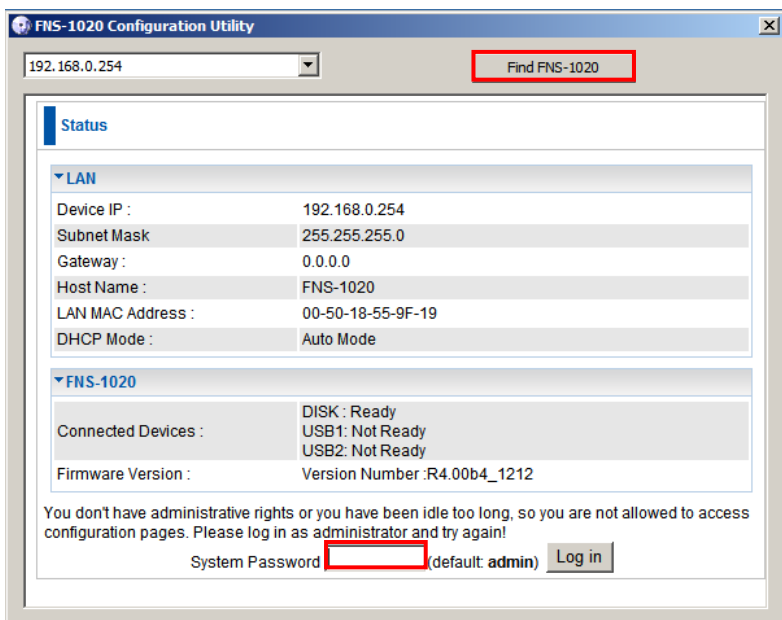 FNS-1020 Configuration Utility
192.168.0.254 Find FNS-1020
Status
LAN
Device IP : 192.168.0.254
Subnet Mask 255.255.255.0
Gateway : 0.0.0.0
Host Name : FNS-1020
LAN MAC Address : 00-50-18-55-9F-19
DHCP Mode : Auto Mode
FNS-1020
Connected Devices : DISK : Ready
USB1: Not Ready
USB2: Not Ready
Firmware Version : Version Number :R4.00b4_1212
You don't have administrative rights or you have been idle too long, so you are not allowed to access
configuration pages. Please log in as administrator and try again!
System Password (default: admin) Log in